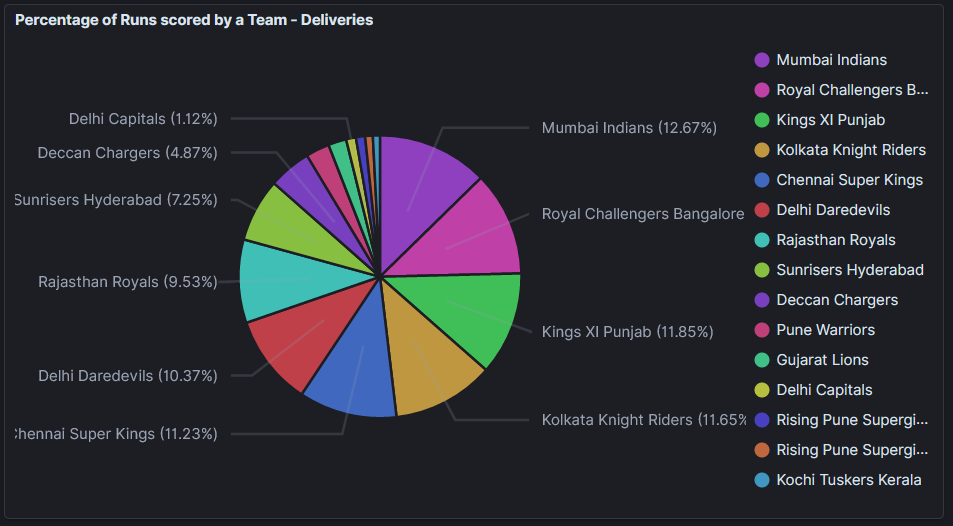 Percentage of Runs scored by a Team - Deliveries
Delhi Capitals (1.12%)
Deccan Chargers (4.87%)
Sunrisers Hyderabad (7.25%)
Rajasthan Royals (9.53%)
Delhi Daredevils (10.37%)
Chennai Super Kings (11.23%)
Mumbai Indians (12.67%)
Royal Challengers Bangalore
Kings XI Punjab (11.85%)
Kolkata Knight Riders (11.65%
Mumbai Indians
Royal Challengers B...
Kings XI Punjab
Kolkata Knight Riders
Chennai Super Kings
Delhi Daredevils
Rajasthan Royals
Sunrisers Hyderabad
Deccan Chargers
Pune Warriors
Gujarat Lions
Delhi Capitals
Rising Pune Supergi...
Rising Pune Supergi...
Kochi Tuskers Kerala